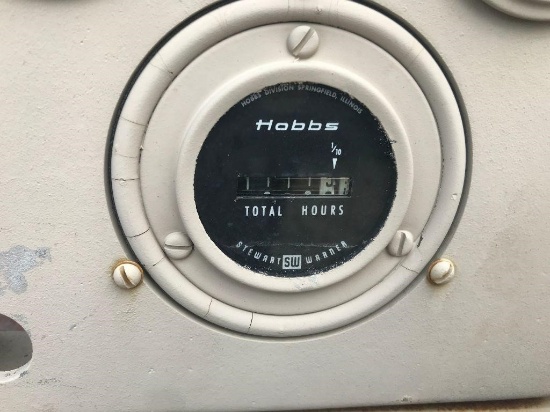 HOBBS DIVISION SPRINGFIELD, ILLINOIS
Hobbs
1/10
TOTAL HOURS
STEWART SW WARNER